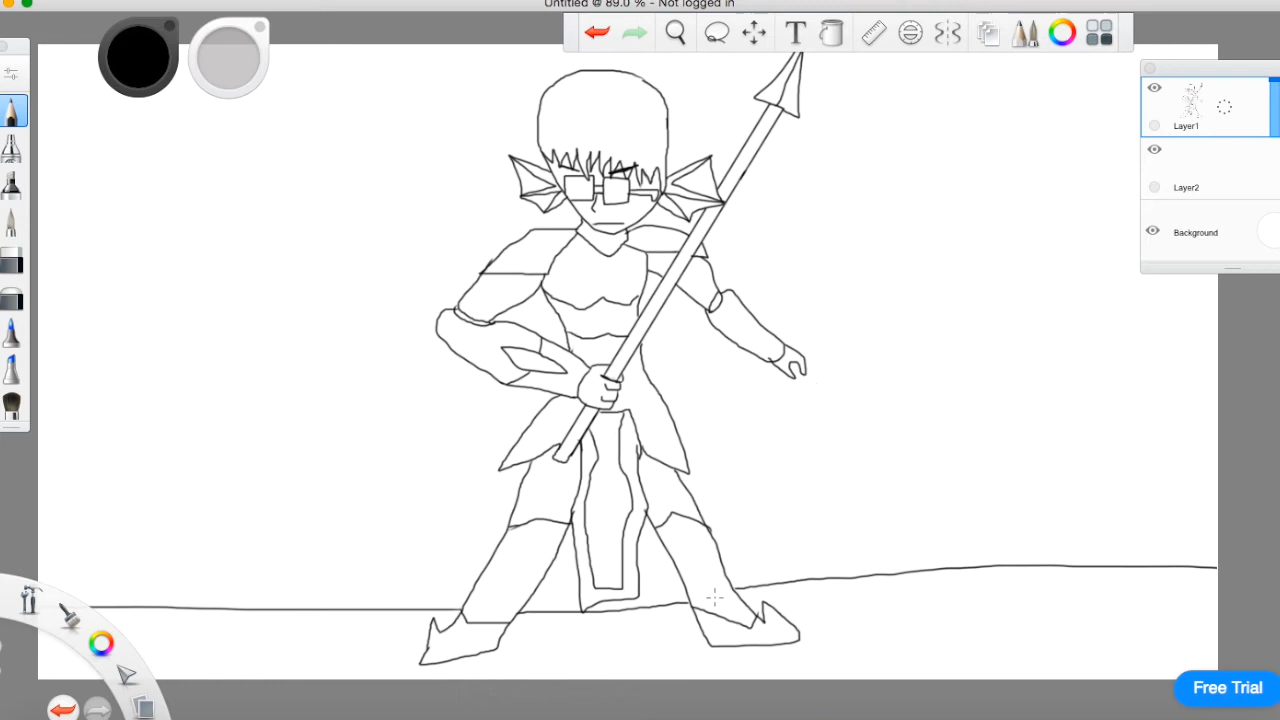 Untitled @ 89.0 % - Not logged in
T
Layer1
Layer2
Background
Free Trial